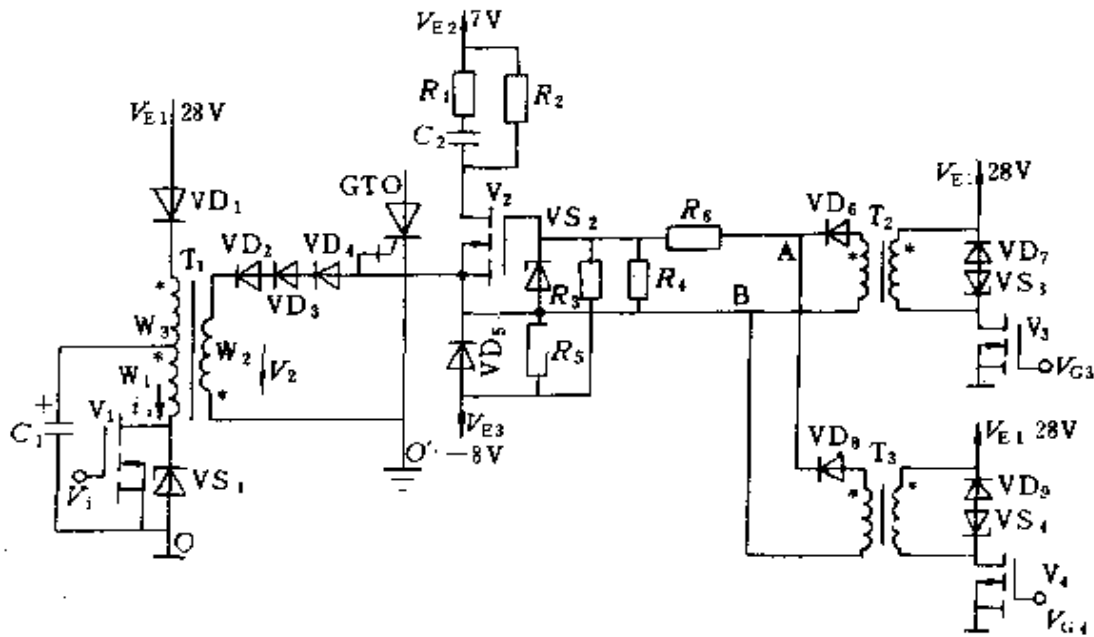 V_E2 7V
R_1
R_2
C_2
V_E1 28V
VD_1
GTO
V_2
VS_2
R_6
VD_6
T_2
V_E1 28V
A
VD_7
VS_3
T_1
VD_2
VD_4
VD_3
R_3
R_4
B
V_3
V_G3
W_3
W_2
V_2
VD_5
R_5
W_1
V_1
C_1
V_i
VS_1
V_E3
-8V
O'
O
VD_8
T_3
V_E1 28V
VD_9
VS_4
V_4
V_G4